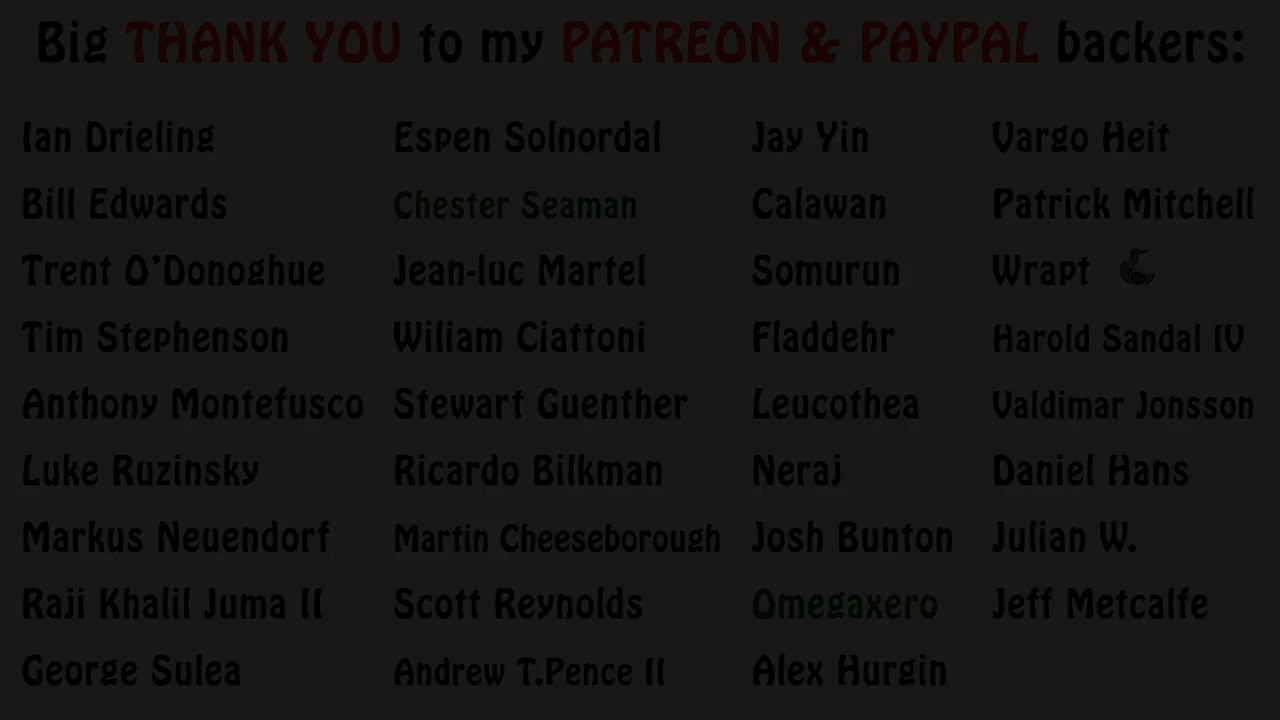 Big THANK YOU to my PATREON & PAYPAL backers:
Ian Drieling
Bill Edwards
Trent O'Donoghue
Tim Stephenson
Anthony Montefusco
Luke Ruzinsky
Markus Neuendorf
Raji Khalil Juma II
George Sulea
Espen Solnordal
Chester Seaman
Jean-luc Martel
Wiliam Ciattoni
Stewart Guenther
Ricardo Bilkman
Martin Cheeseborough
Scott Reynolds
Andrew T.Pence II
Jay Yin
Calawan
Somurun
Fladdehr
Leucothea
Neraj
Josh Bunton
Omegaxero
Alex Hurgin
Vargo Heit
Patrick Mitchell
Wrapt
Harold Sandal IV
Valdimar Jonsson
Daniel Hans
Julian W.
Jeff Metcalfe